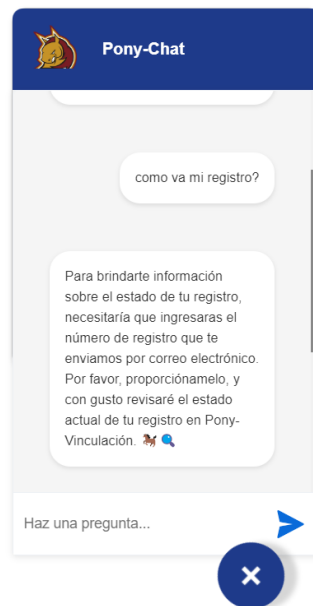 Pony-Chat
como va mi registro?
Para brindarte información
sobre el estado de tu registro,
necesitaría que ingresaras el
número de registro que te
enviamos por correo electrónico.
Por favor, proporciónamelo, y
con gusto revisaré el estado
actual de tu registro en Pony-
Vinculación. 🐎 🔍
Haz una pregunta...